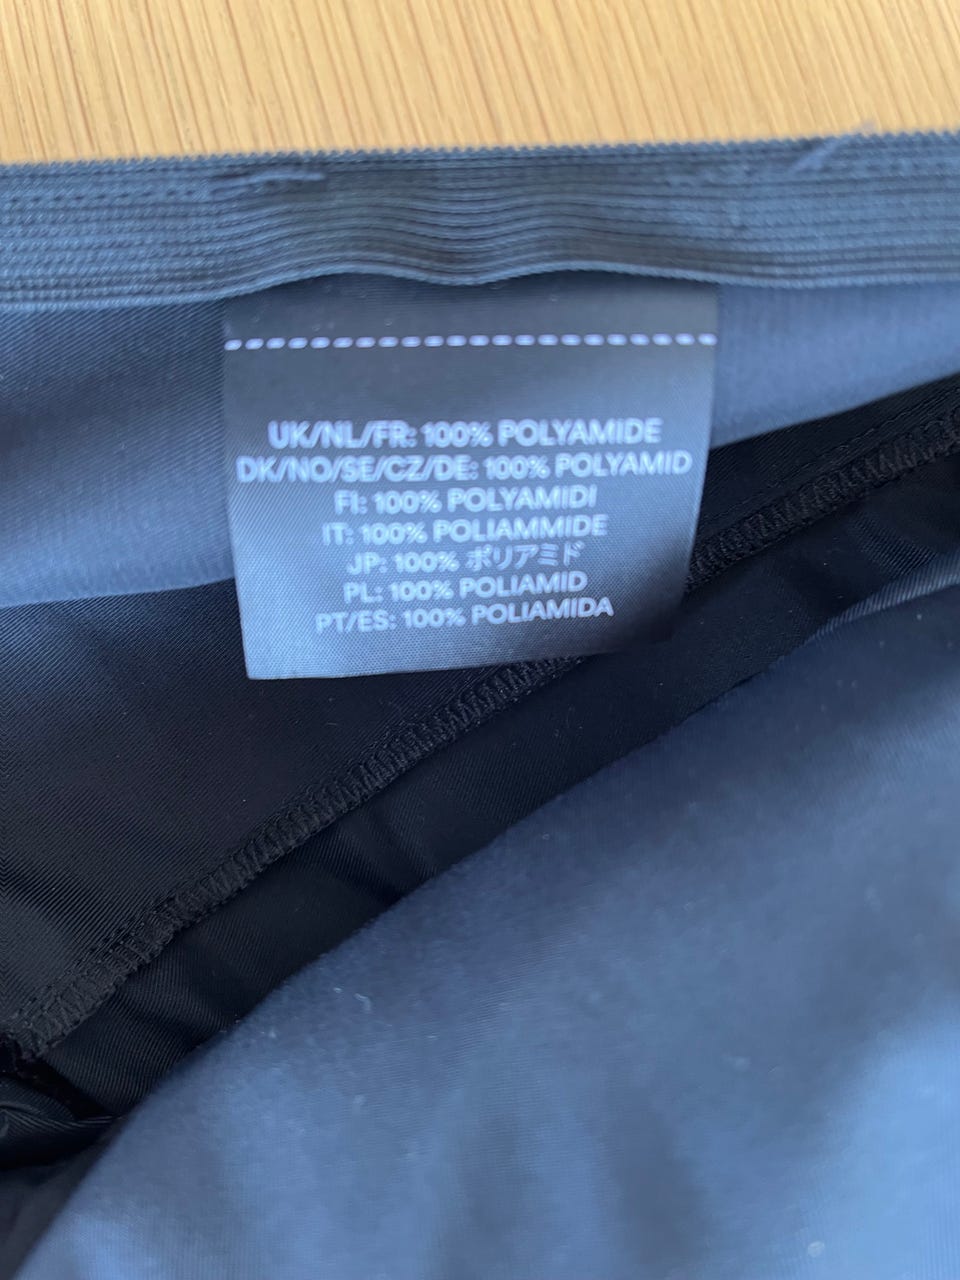 UK/NL/FR: 100% POLYAMIDE
DK/NO/SE/CZ/DE: 100% POLYAMID
FI: 100% POLYAMIDI
IT: 100% POLIAMMIDE
JP: 100% ポリアミド
PL: 100% POLIAMID
PT/ES: 100% POLIAMIDA